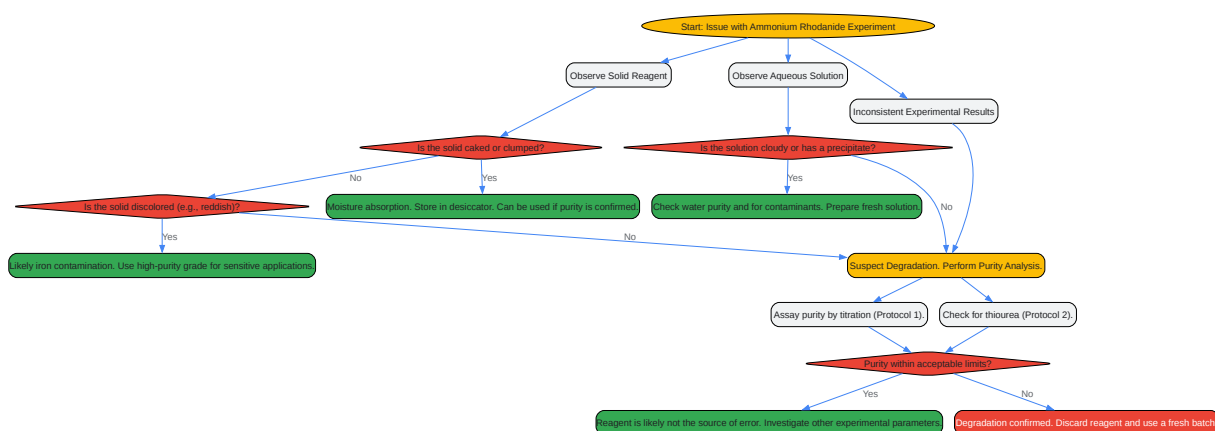 Start: Issue with Ammonium Rhodanide Experiment
Observe Solid Reagent
Observe Aqueous Solution
Inconsistent Experimental Results
Is the solid caked or clumped?
Is the solution cloudy or has a precipitate?
No
Yes
Yes
Is the solid discolored (e.g., reddish)?
Moisture absorption. Store in desiccator. Can be used if purity is confirmed.
Check water purity and for contaminants. Prepare fresh solution.
No
Yes
No
Likely iron contamination. Use high-purity grade for sensitive applications.
Suspect Degradation. Perform Purity Analysis.
Assay purity by titration (Protocol 1).
Check for thiourea (Protocol 2).
Purity within acceptable limits?
Yes
No
Reagent is likely not the source of error. Investigate other experimental parameters.
Degradation confirmed. Discard reagent and use a fresh batch